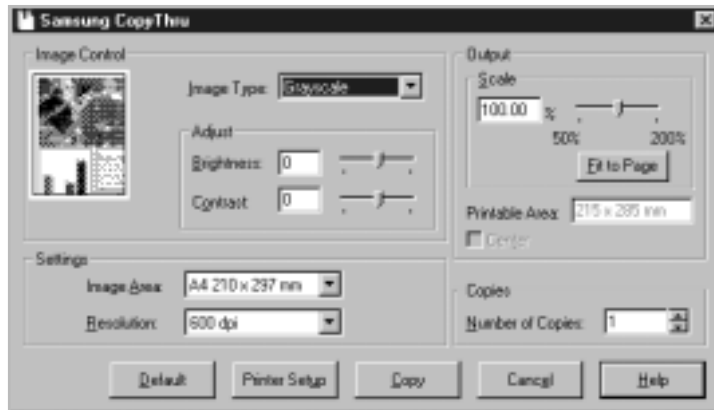 Samsung CopyThru
Image Control
Image Type: Grayscale
Adjust
Brightness: 0
Contrast: 0
Output
Scale
100.00 %
50% 200%
Fit to Page
Printable Area: 215 x 285 mm
Center
Settings
Image Area: A4 210 x 297 mm
Resolution: 600 dpi
Copies
Number of Copies: 1
Default Printer Setup Copy Cancel Help